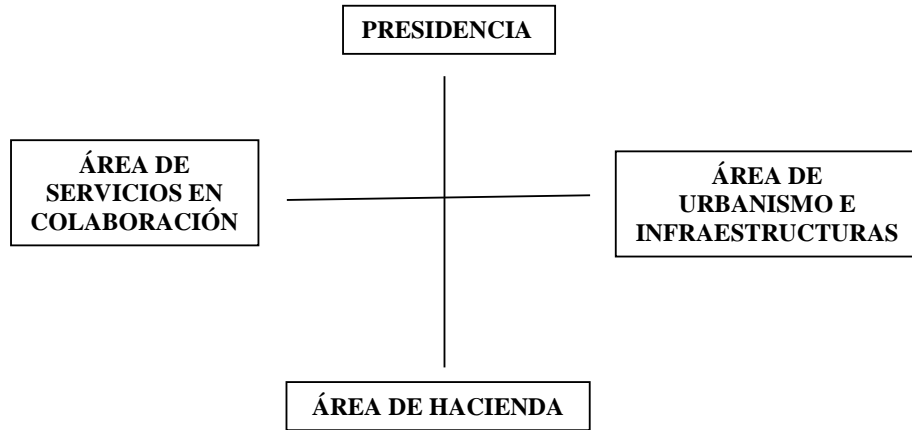 PRESIDENCIA
ÁREA DE
SERVICIOS EN
COLABORACIÓN
ÁREA DE
URBANISMO E
INFRAESTRUCTURAS
ÁREA DE HACIENDA